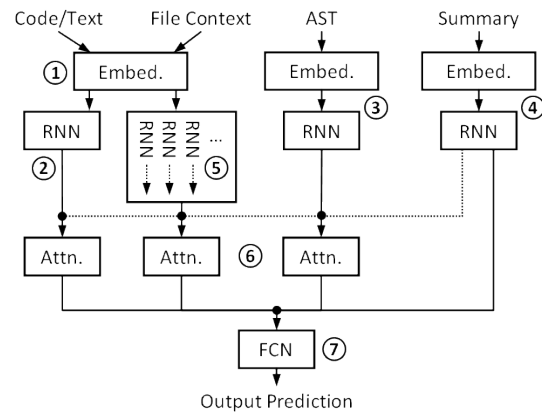 Code/Text File Context AST Summary
① Embed. Embed. Embed.
③ ④
RNN RNN RNN RNN ... RNN RNN
② ⑤
Attn. Attn. ⑥ Attn.
FCN ⑦
Output Prediction